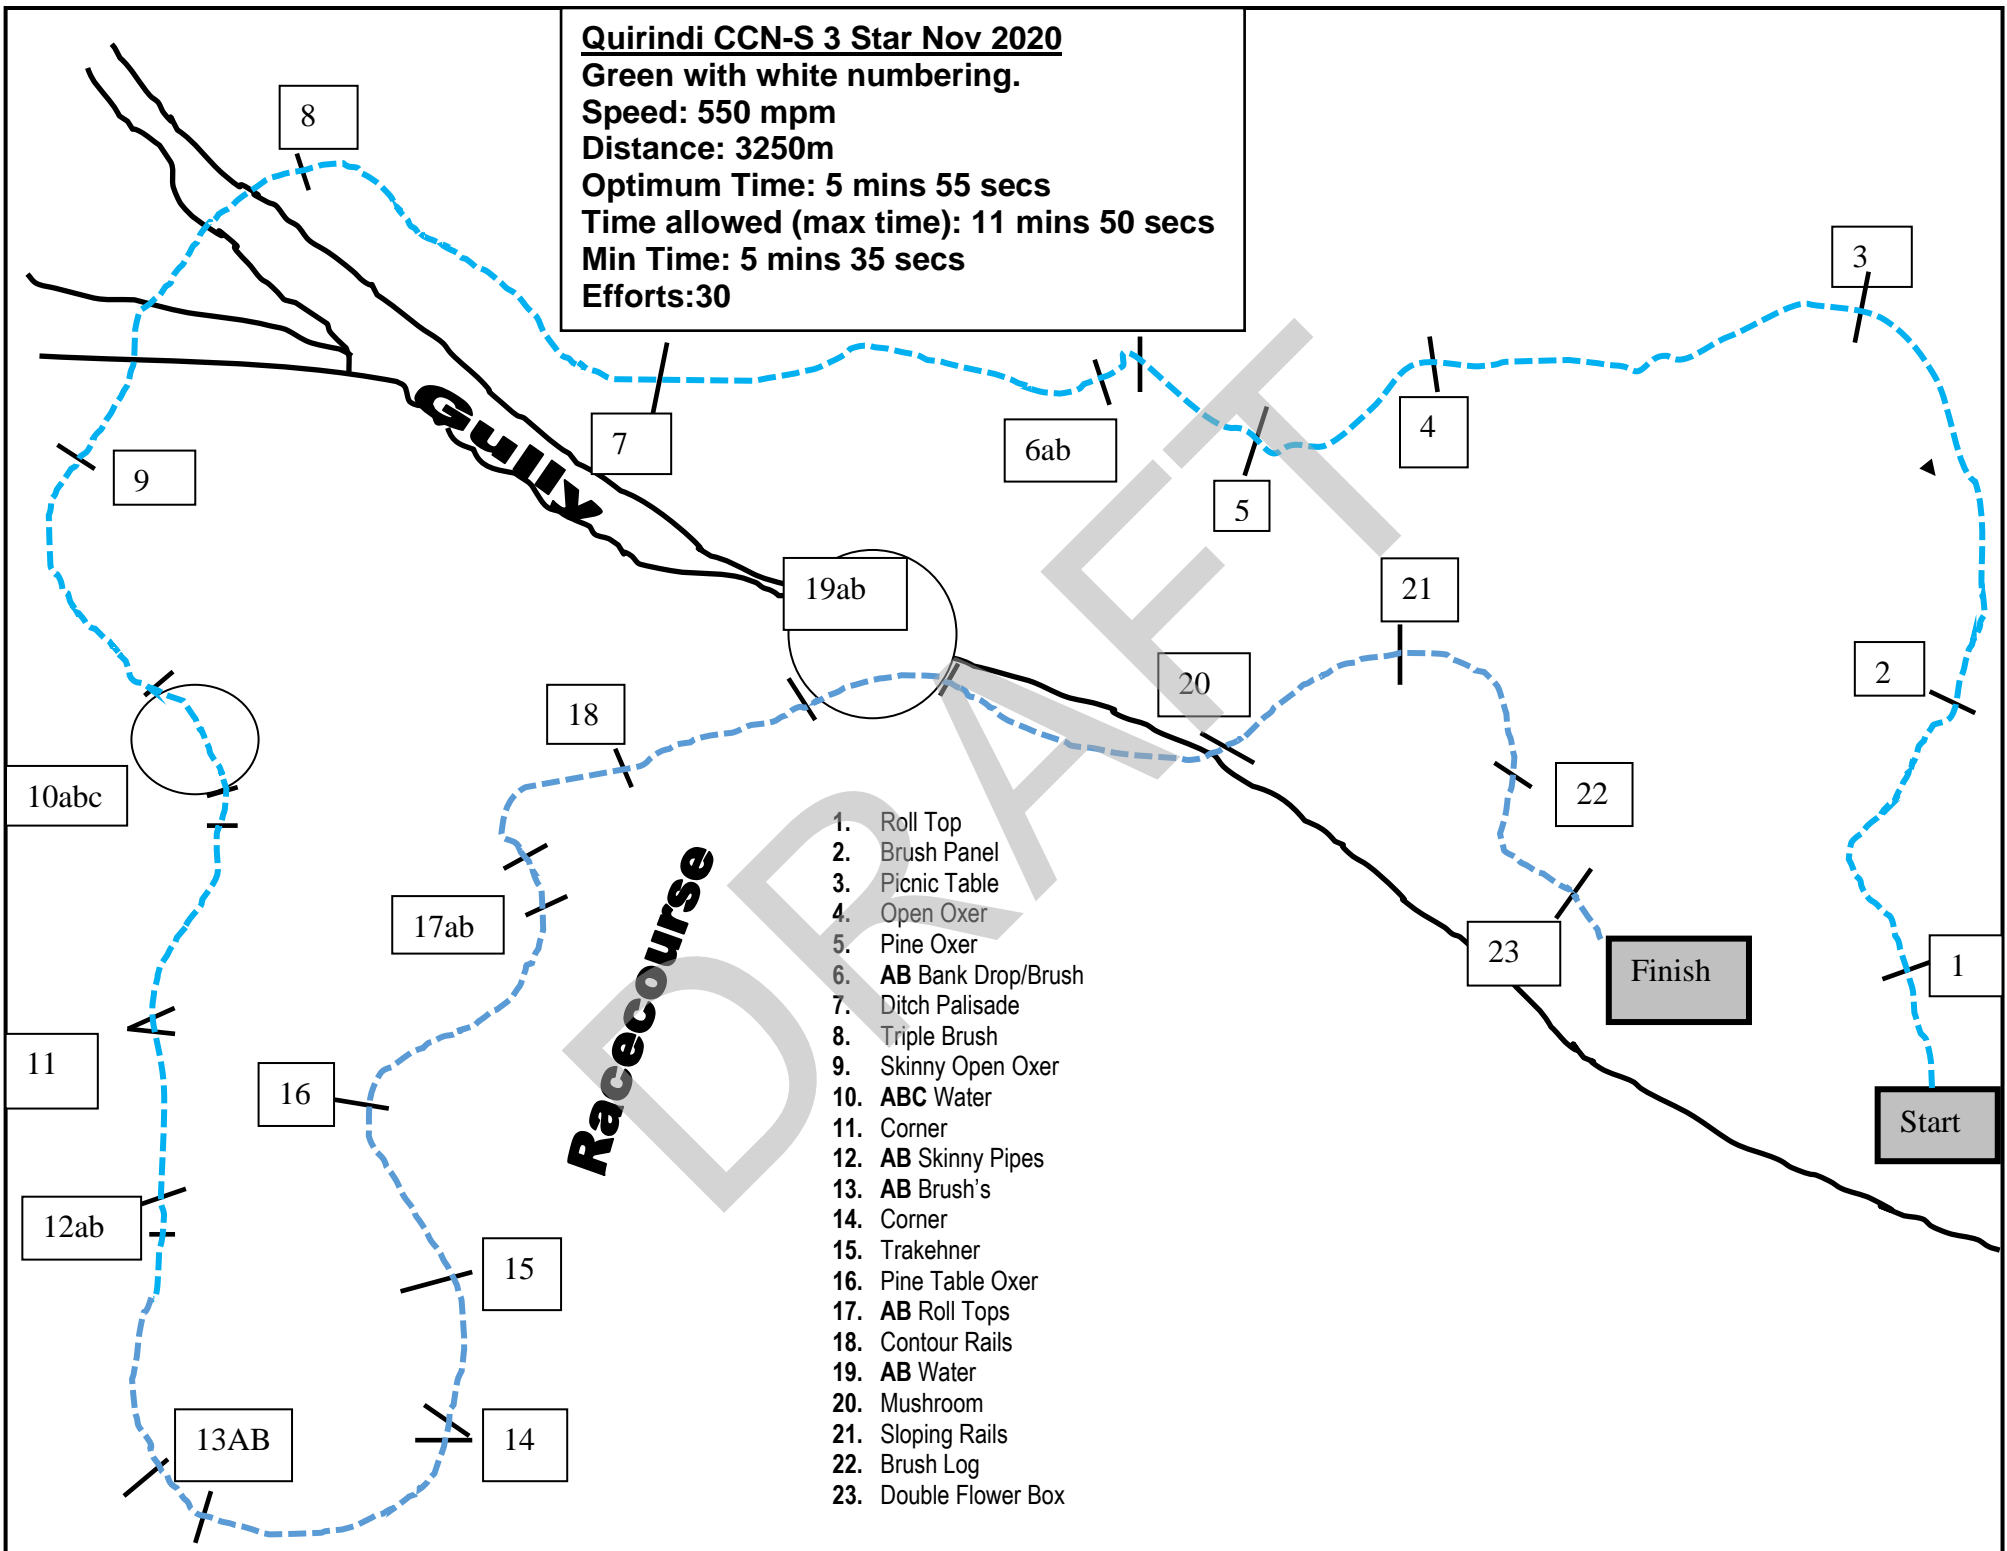 Quirindi CCN-S 3 Star Nov 2020
Green with white numbering.
Speed: 550 mpm
Distance: 3250m
Optimum Time: 5 mins 55 secs
Time allowed (max time): 11 mins 50 secs
Min Time: 5 mins 35 secs
Efforts:30
8
3
7
6ab
4
5
9
Gully
19ab
21
20
2
18
10abc
22
17ab
23
Finish
1
11
16
Racecourse
Start
12ab
15
13AB
14
DRAFT
1. Roll Top
2. Brush Panel
3. Picnic Table
4. Open Oxer
5. Pine Oxer
6. AB Bank Drop/Brush
7. Ditch Palisade
8. Triple Brush
9. Skinny Open Oxer
10. ABC Water
11. Corner
12. AB Skinny Pipes
13. AB Brush's
14. Corner
15. Trakehner
16. Pine Table Oxer
17. AB Roll Tops
18. Contour Rails
19. AB Water
20. Mushroom
21. Sloping Rails
22. Brush Log
23. Double Flower Box